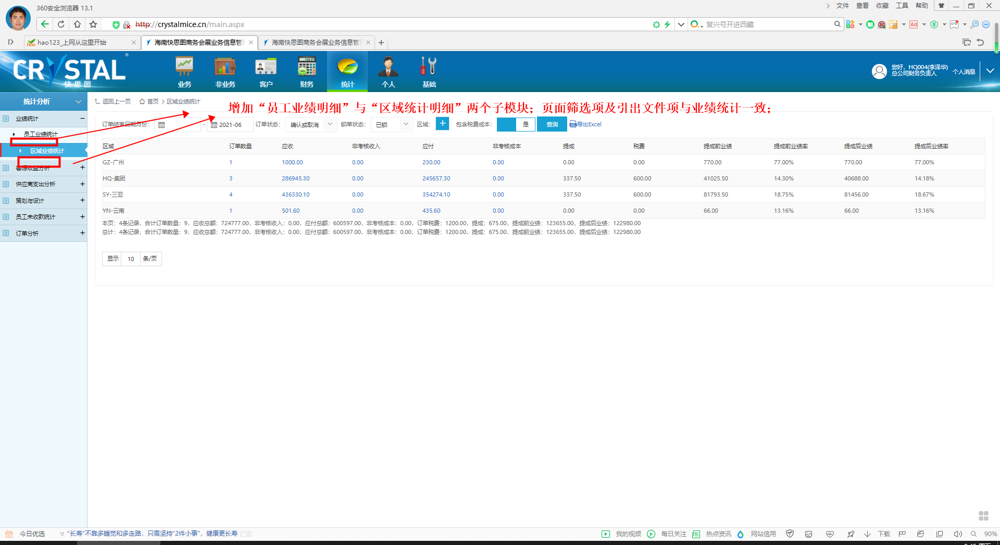 360安全浏览器 13.1
文件 查看 收藏 工具 帮助
http://crystalmice.cn/main.aspx
复兴号开进西藏
hao123_上网从这里开始
海南快思图商务会展业务信息管
海南快思图商务会展业务信息管
CRYSTAL
快思图
业务 非业务 客户 财务 统计 个人 基础
您好，HQ004(李泽华)
总公司财务负责人
个人消息
统计分析
返回上一页 首页 > 区域业绩统计
增加“员工业绩明细”与“区域统计明细”两个子模块；页面筛选项及引出文件项与业绩统计一致；
业绩统计
员工业绩统计
区域业绩统计
客源收益分析
供应商支出分析
策划与设计
员工未收款统计
订单分析
订单结束日期月份： - 2021-06 订单状态： 确认或取消 锁单状态： 已锁 区域： + 包含税费成本： 是 查询 导出Excel
区域 订单数量 应收 非考核收入 应付 非考核成本 提成 税费 提成前业绩 提成前业绩率 提成后业绩 提成后业绩率
GZ-广州 1 1000.00 0.00 230.00 0.00 0.00 0.00 770.00 77.00% 770.00 77.00%
HQ-集团 3 286945.30 0.00 245657.30 0.00 337.50 600.00 41025.50 14.30% 40688.00 14.18%
SY-三亚 4 436330.10 0.00 354274.10 0.00 337.50 600.00 81793.50 18.75% 81456.00 18.67%
YN-云南 1 501.60 0.00 435.60 0.00 0.00 0.00 66.00 13.16% 66.00 13.16%
本页：4条记录，合计订单数量：9，应收总额：724777.00，非考核收入：0.00，应付总额：600597.00，非考核成本：0.00，订单税费：1200.00，提成：675.00，提成前业绩：123655.00，提成后业绩：122980.00
总计：4条记录，合计订单数量：9，应收总额：724777.00，非考核收入：0.00，应付总额：600597.00，非考核成本：0.00，订单税费：1200.00，提成：675.00，提成前业绩：123655.00，提成后业绩：122980.00
显示 10 条/页
今日优选
“长寿”不靠多睡觉和多走路，只需坚持“2件小事”，健康更长寿 广告
我的视频 每日关注 热点资讯 网站信用 下载 90%